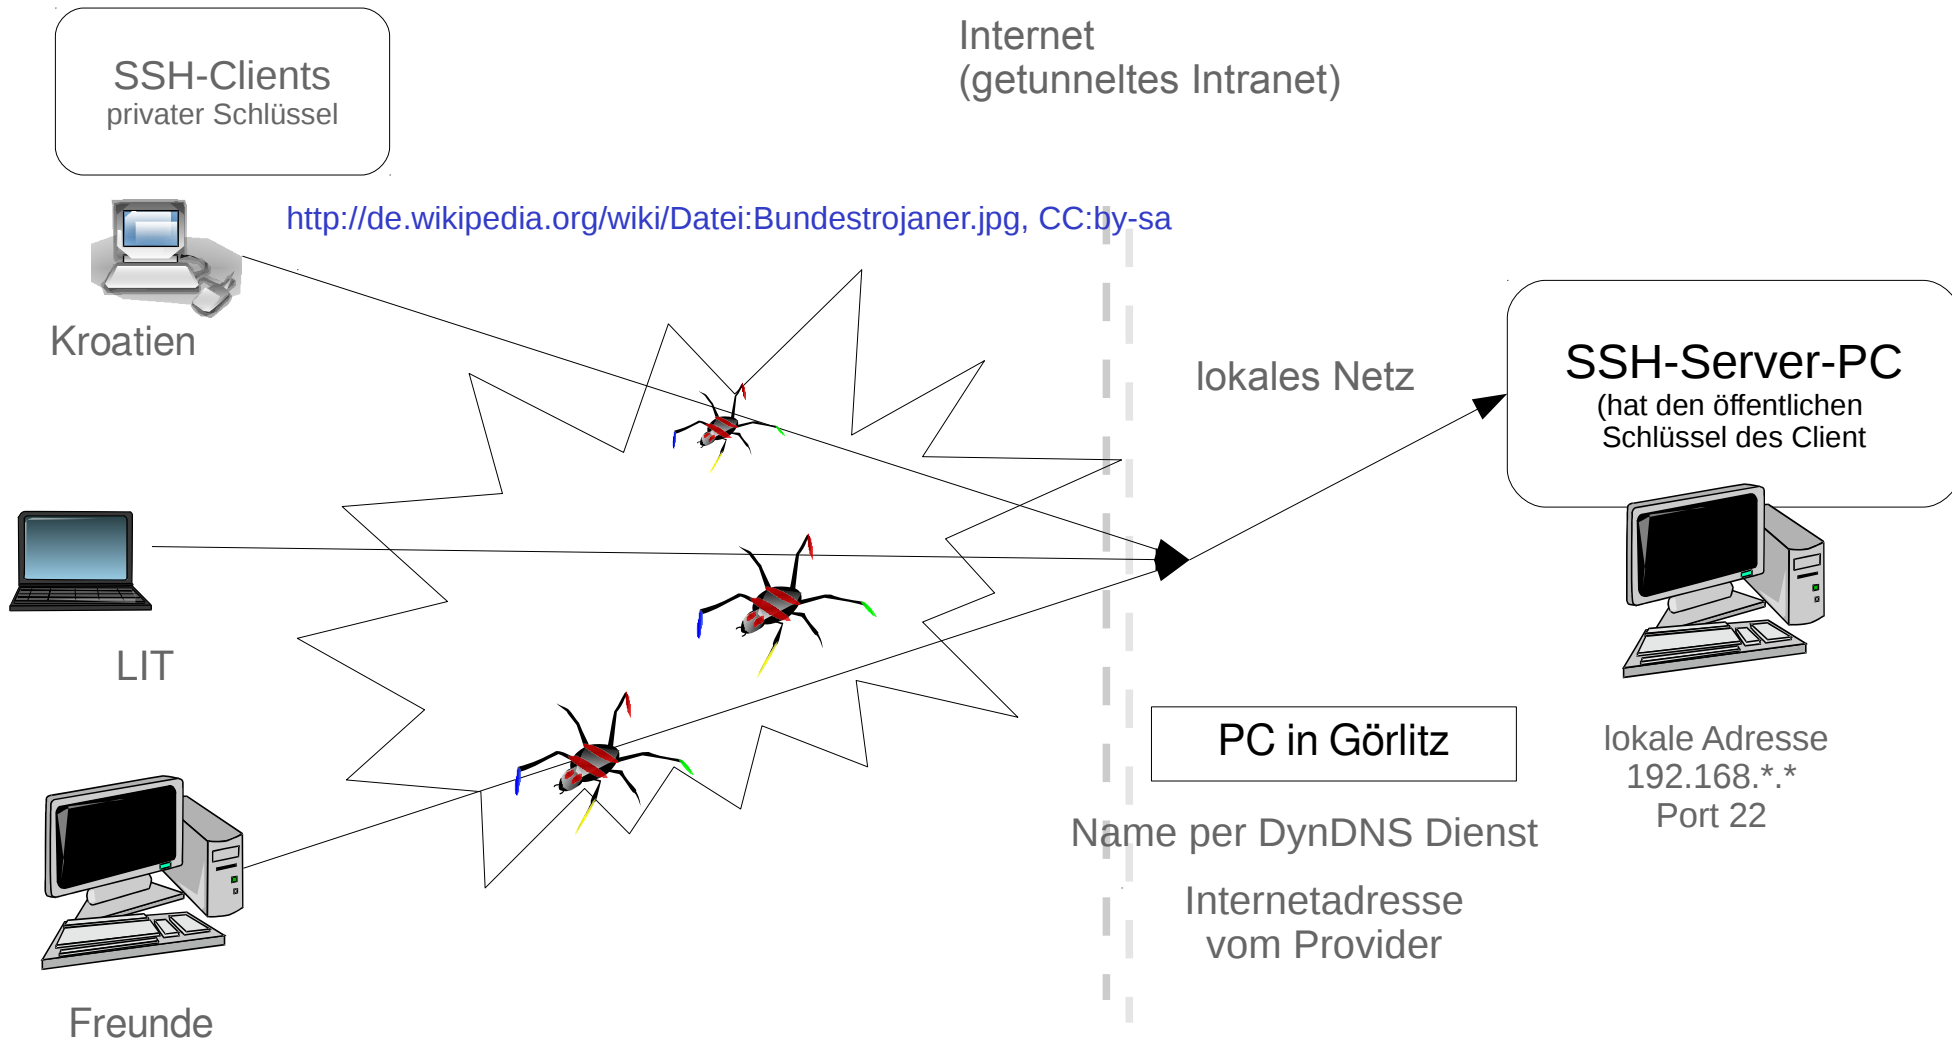 SSH-Clients
privater Schlüssel
Internet
(getunneltes Intranet)
http://de.wikipedia.org/wiki/Datei:Bundestrojaner.jpg, CC:by-sa
Kroatien
lokales Netz
SSH-Server-PC
(hat den öffentlichen
Schlüssel des Client
LIT
PC in Görlitz
lokale Adresse
192.168.*.*
Port 22
Name per DynDNS Dienst
Internetadresse
vom Provider
Freunde